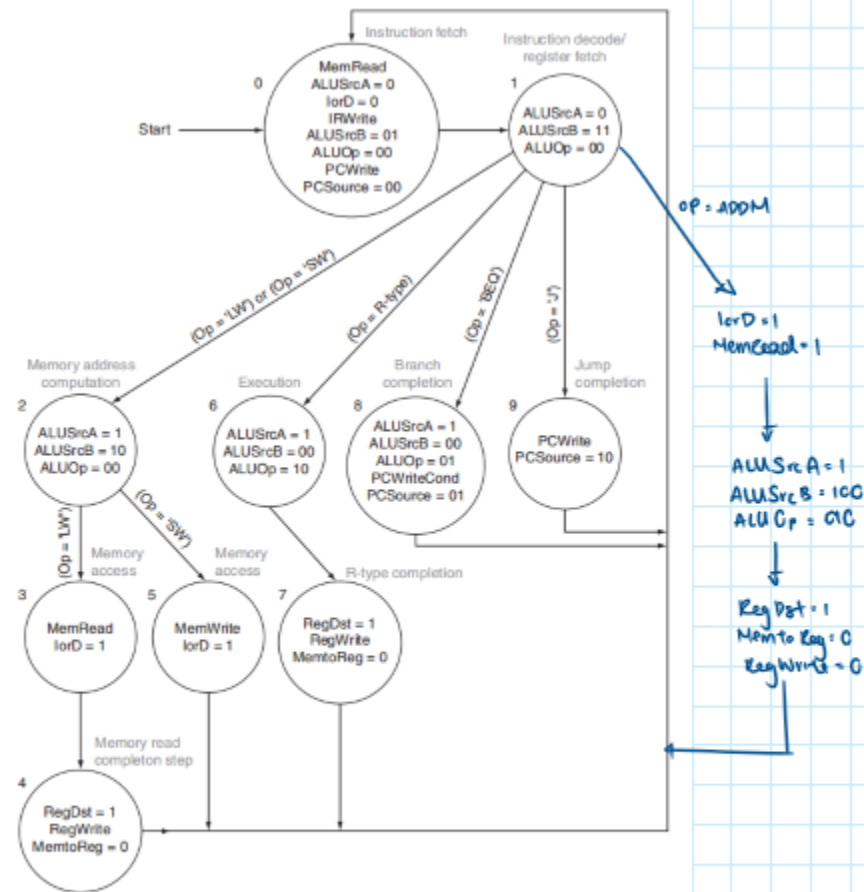 Instruction fetch
0
MemRead
ALUSrcA = 0
IorD = 0
IRWrite
ALUSrcB = 01
ALUOp = 00
PCWrite
PCSource = 00
Start
Instruction decode/
register fetch
1
ALUSrcA = 0
ALUSrcB = 11
ALUOp = 00
OP = ADDM
(Op = 'LW') or (Op = 'SW')
(Op = R-type)
(Op = 'BEQ')
(Op = 'J')
IorD = 1
MemRead = 1
Memory address
computation
2
ALUSrcA = 1
ALUSrcB = 10
ALUOp = 00
Execution
6
ALUSrcA = 1
ALUSrcB = 00
ALUOp = 10
Branch
completion
8
ALUSrcA = 1
ALUSrcB = 00
ALUOp = 01
PCWriteCond
PCSource = 01
Jump
completion
9
PCWrite
PCSource = 10
ALUSrcA = 1
ALUSrcB = 100
ALUOp = 010
(Op = 'LW')
(Op = 'SW')
Memory
access
3
MemRead
IorD = 1
Memory
access
5
MemWrite
IorD = 1
R-type completion
7
RegDst = 1
RegWrite
MemtoReg = 0
RegDst = 1
MemtoReg = 0
RegWrite = 0
Memory read
completon step
4
RegDst = 1
RegWrite
MemtoReg = 0